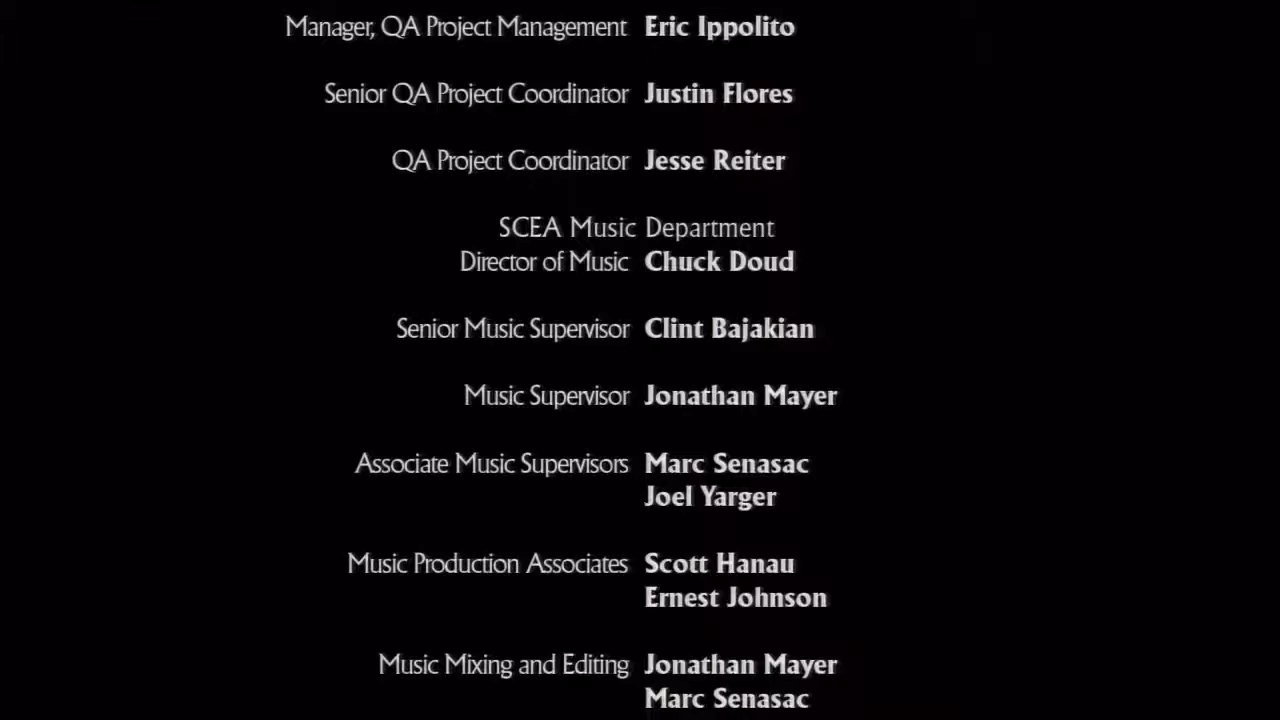 Manager, QA Project Management Eric Ippolito
Senior QA Project Coordinator Justin Flores
QA Project Coordinator Jesse Reiter
SCEA Music Department
Director of Music Chuck Doud
Senior Music Supervisor Clint Bajakian
Music Supervisor Jonathan Mayer
Associate Music Supervisors Marc Senasac
Joel Yarger
Music Production Associates Scott Hanau
Ernest Johnson
Music Mixing and Editing Jonathan Mayer
Marc Senasac